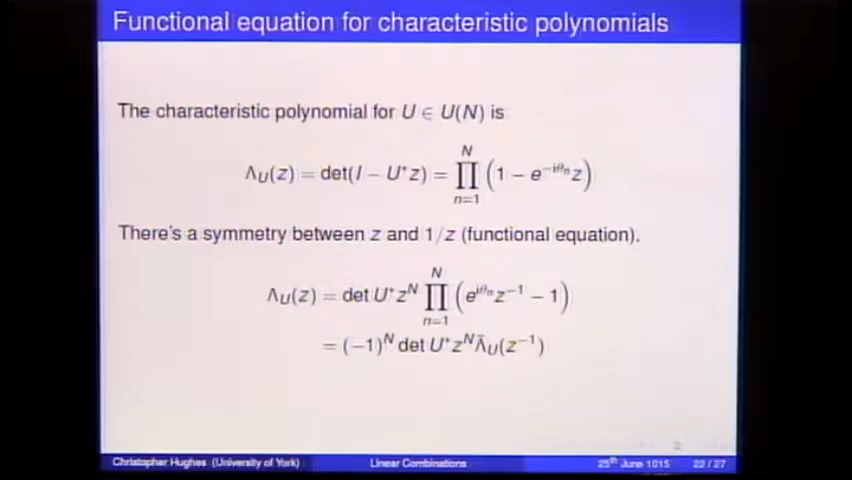 Functional equation for characteristic polynomials
The characteristic polynomial for U ∈ U(N) is
Λ_U(z) = det(I − U*z) = ∏_{n=1}^{N} (1 − e^{−iθ_n} z)
There's a symmetry between z and 1/z (functional equation).
Λ_U(z) = det U* z^N ∏_{n=1}^{N} (e^{iθ_n} z^{−1} − 1)
= (−1)^N det U* z^N Λ̄_U(z^{−1})
Christopher Hughes (University of York) Linear Combinations 25th June 1015 22 / 27